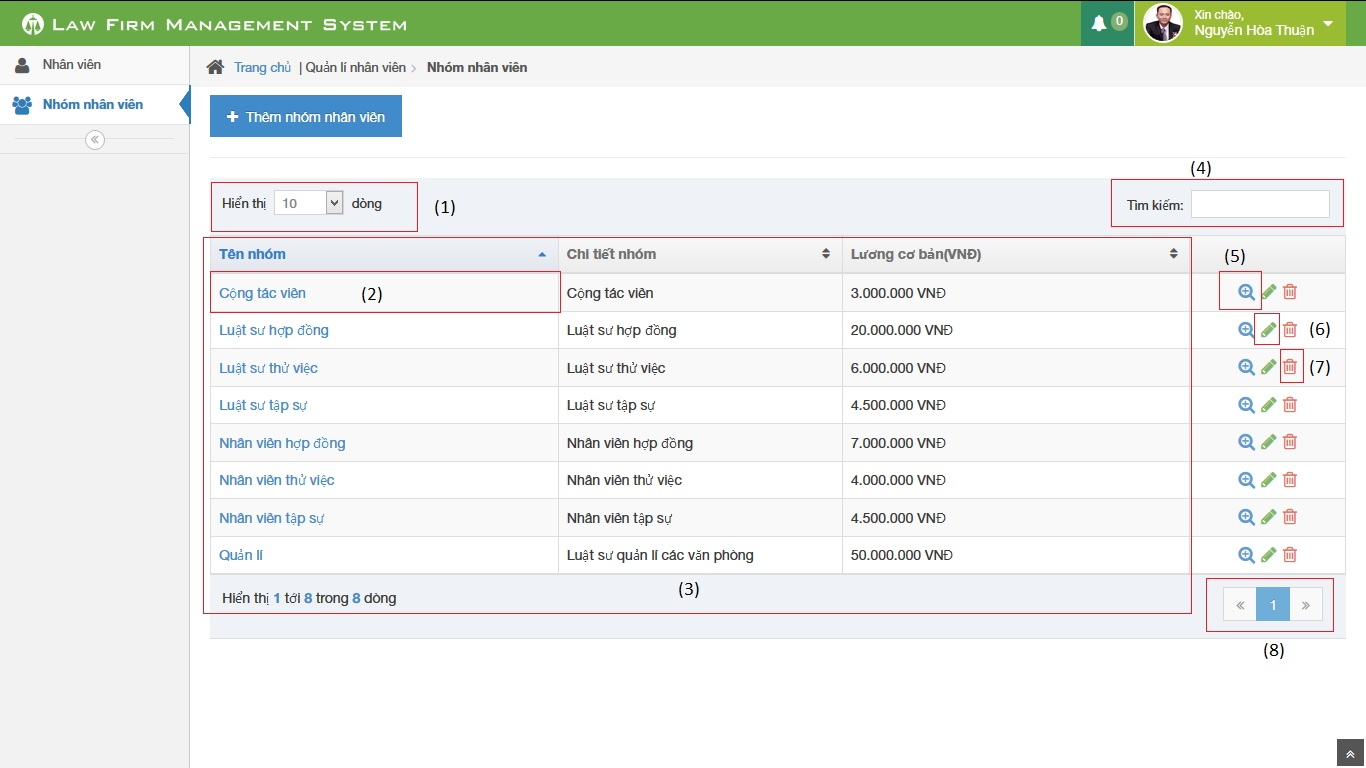 LAW FIRM MANAGEMENT SYSTEM
0
Xin chào,
Nguyễn Hòa Thuận
Nhân viên
Nhóm nhân viên
Trang chủ | Quản lí nhân viên > Nhóm nhân viên
+ Thêm nhóm nhân viên
(4)
Hiển thị 10 dòng (1) Tìm kiếm:
Tên nhóm Chi tiết nhóm Lương cơ bản(VNĐ) (5)
Cộng tác viên (2) Cộng tác viên 3.000.000 VNĐ
Luật sư hợp đồng Luật sư hợp đồng 20.000.000 VNĐ (6)
Luật sư thử việc Luật sư thử việc 6.000.000 VNĐ (7)
Luật sư tập sự Luật sư tập sự 4.500.000 VNĐ
Nhân viên hợp đồng Nhân viên hợp đồng 7.000.000 VNĐ
Nhân viên thử việc Nhân viên thử việc 4.000.000 VNĐ
Nhân viên tập sự Nhân viên tập sự 4.500.000 VNĐ
Quản lí Luật sư quản lí các văn phòng 50.000.000 VNĐ
(3)
Hiển thị 1 tới 8 trong 8 dòng « 1 »
(8)